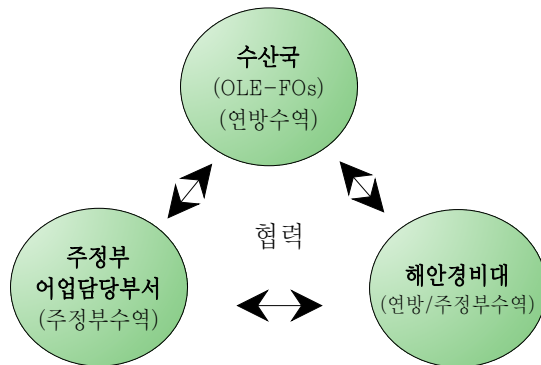 수산국
(OLE-FOs)
(연방수역)
협력
주정부
어업담당부서
(주정부수역)
해안경비대
(연방/주정부수역)